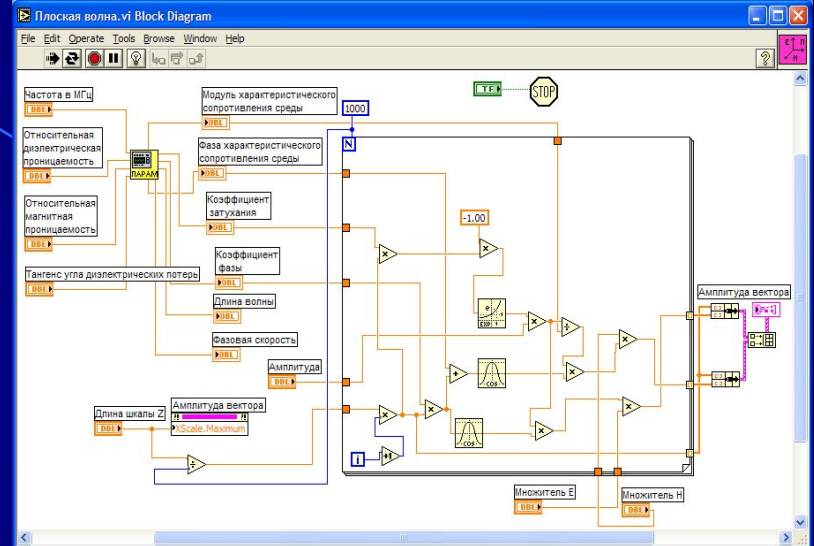 Плоская волна.vi Block Diagram
File Edit Operate Tools Browse Window Help
Е П
Н
Частота в МГц
DBL
Относительная
диэлектрическая
проницаемость
DBL
Относительная
магнитная
проницаемость
DBL
Тангенс угла диэлектрических потерь
DBL
ПАРАМ
Модуль характеристического
сопротивления среды
DBL
Фаза характеристического
сопротивления среды
DBL
Коэффициент
затухания
DBL
Коэффициент
фазы
DBL
Длина волны
DBL
Фазовая скорость
DBL
Амплитуда
DBL
Длина шкалы Z
DBL
Амплитуда вектора
XScale.Maximum
1000
N
TF
STOP
-1.00
EXP
COS
COS
i
+1
Амплитуда вектора
Множитель E
DBL
Множитель H
DBL